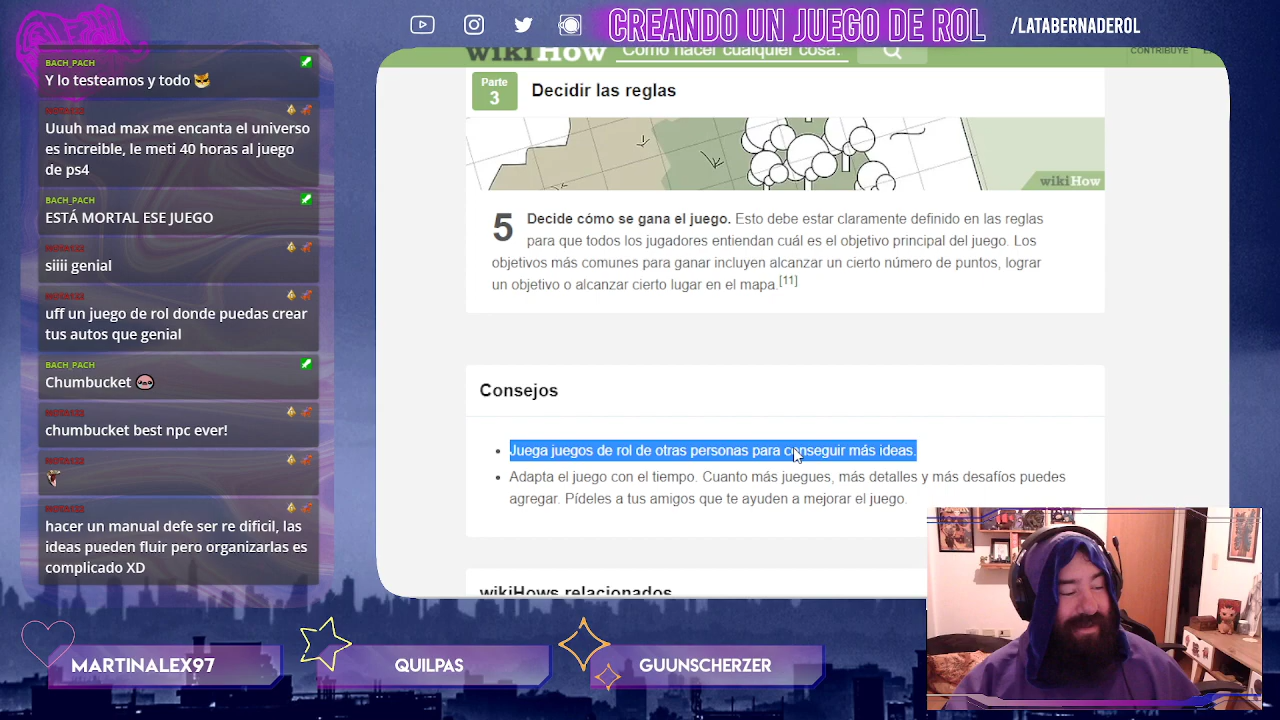 CREANDO UN JUEGO DE ROL
/LATABERNADEROL
BACH_PACH
Y lo testeamos y todo
Uuuh mad max me encanta el universo
es increible, le meti 40 horas al juego
de ps4
BACH_PACH
ESTÁ MORTAL ESE JUEGO
siiii genial
uff un juego de rol donde puedas crear
tus autos que genial
BACH_PACH
Chumbucket
chumbucket best npc ever!
hacer un manual defe ser re dificil, las
ideas pueden fluir pero organizarlas es
complicado XD
wikiHow
Cómo hacer cualquier cosa.
CONTRIBUYE
Parte
3
Decidir las reglas
wikiHow
5
Decide cómo se gana el juego. Esto debe estar claramente definido en las reglas
para que todos los jugadores entiendan cuál es el objetivo principal del juego. Los
objetivos más comunes para ganar incluyen alcanzar un cierto número de puntos, lograr
un objetivo o alcanzar cierto lugar en el mapa.[11]
Consejos
Juega juegos de rol de otras personas para conseguir más ideas.
Adapta el juego con el tiempo. Cuanto más juegues, más detalles y más desafíos puedes
agregar. Pídeles a tus amigos que te ayuden a mejorar el juego.
wikiHows relacionados
MARTINALEX97
QUILPAS
GUUNSCHERZER